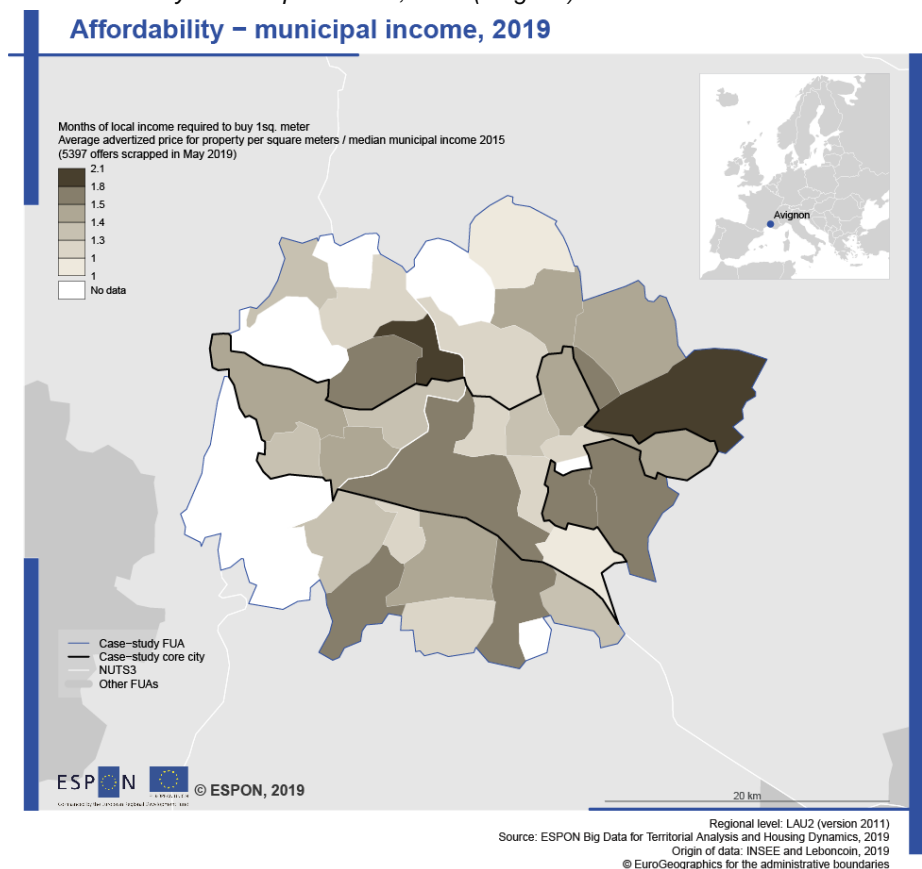 Affordability − municipal income, 2019
Months of local income required to buy 1sq. meter
Average advertized price for property per square meters / median municipal income 2015
(5397 offers scrapped in May 2019)
2.1
1.8
1.5
1.4
1.3
1
1
No data
Avignon
Case−study FUA
Case−study core city
NUTS3
Other FUAs
ESPON
© ESPON, 2019
20 km
Regional level: LAU2 (version 2011)
Source: ESPON Big Data for Territorial Analysis and Housing Dynamics, 2019
Origin of data: INSEE and Leboncoin, 2019
© EuroGeographics for the administrative boundaries